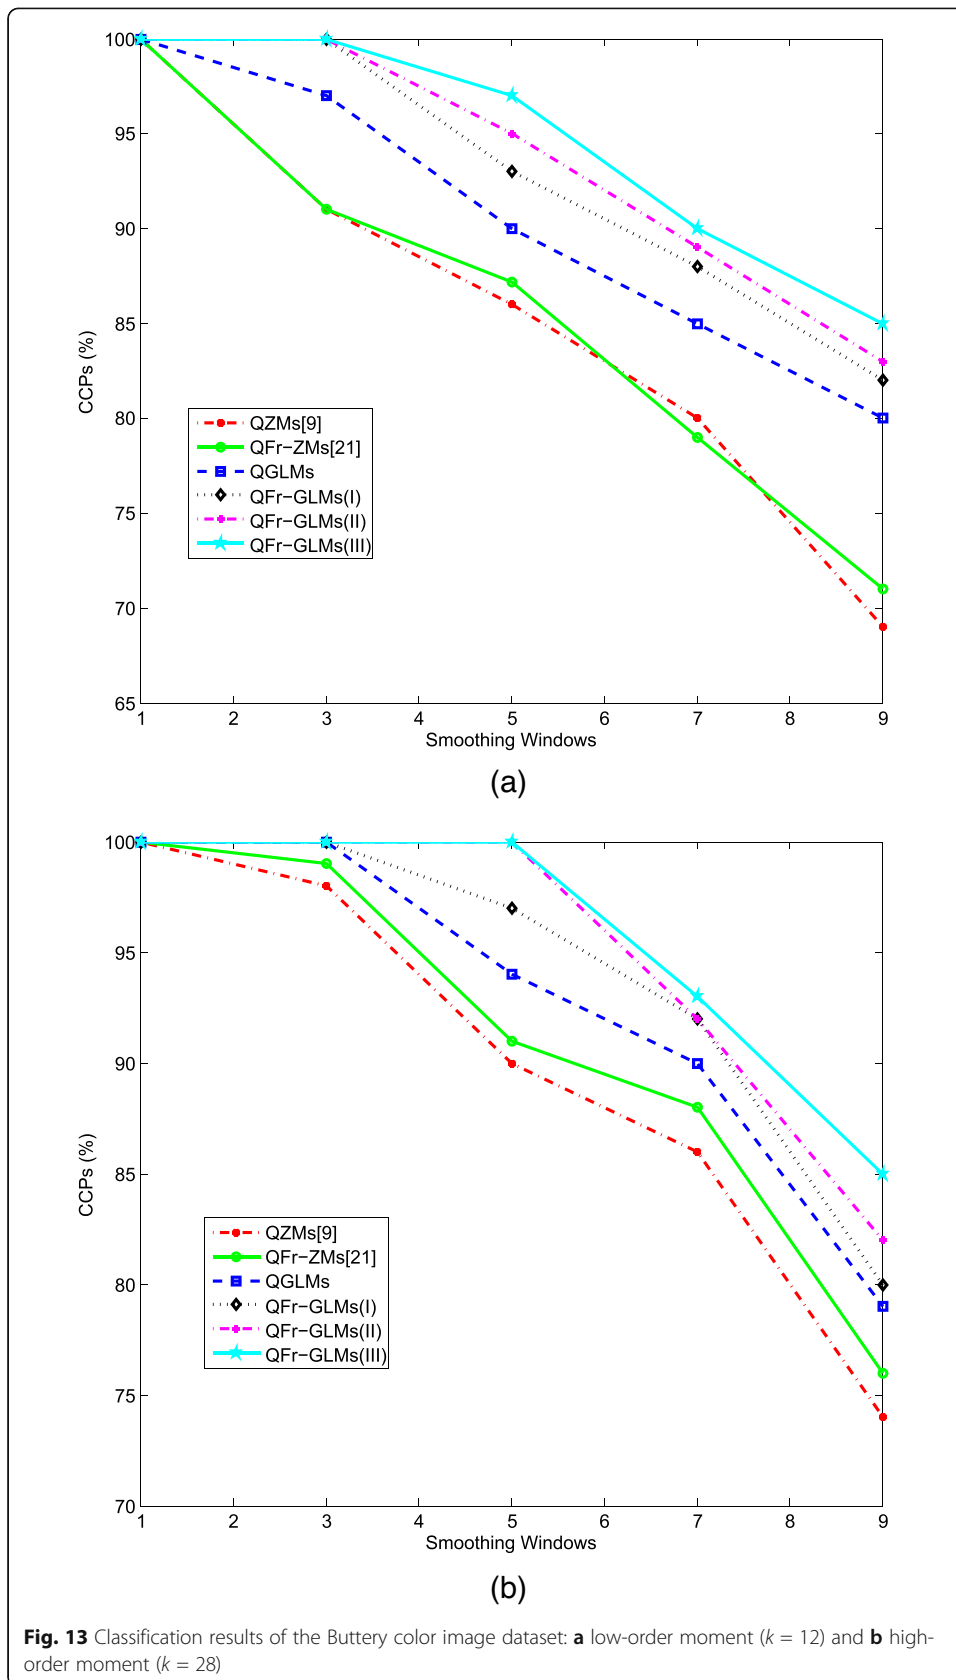 100
95
90
85
80
75
70
65
CCPs (%)
QZMs[9]
QFr−ZMs[21]
QGLMs
QFr−GLMs(I)
QFr−GLMs(II)
QFr−GLMs(III)
1 2 3 4 5 6 7 8 9
Smoothing Windows
(a)
100
95
90
85
80
75
70
CCPs (%)
QZMs[9]
QFr−ZMs[21]
QGLMs
QFr−GLMs(I)
QFr−GLMs(II)
QFr−GLMs(III)
1 2 3 4 5 6 7 8 9
Smoothing Windows
(b)
Fig. 13 Classification results of the Buttery color image dataset: a low-order moment (k = 12) and b high-
order moment (k = 28)